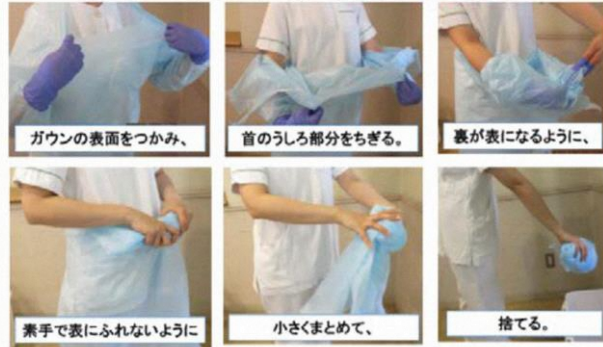 ガウンの表面をつかみ、
首のうしろ部分をちぎる。
裏が表になるように、
素手で表にふれないように
小さくまとめて、
捨てる。